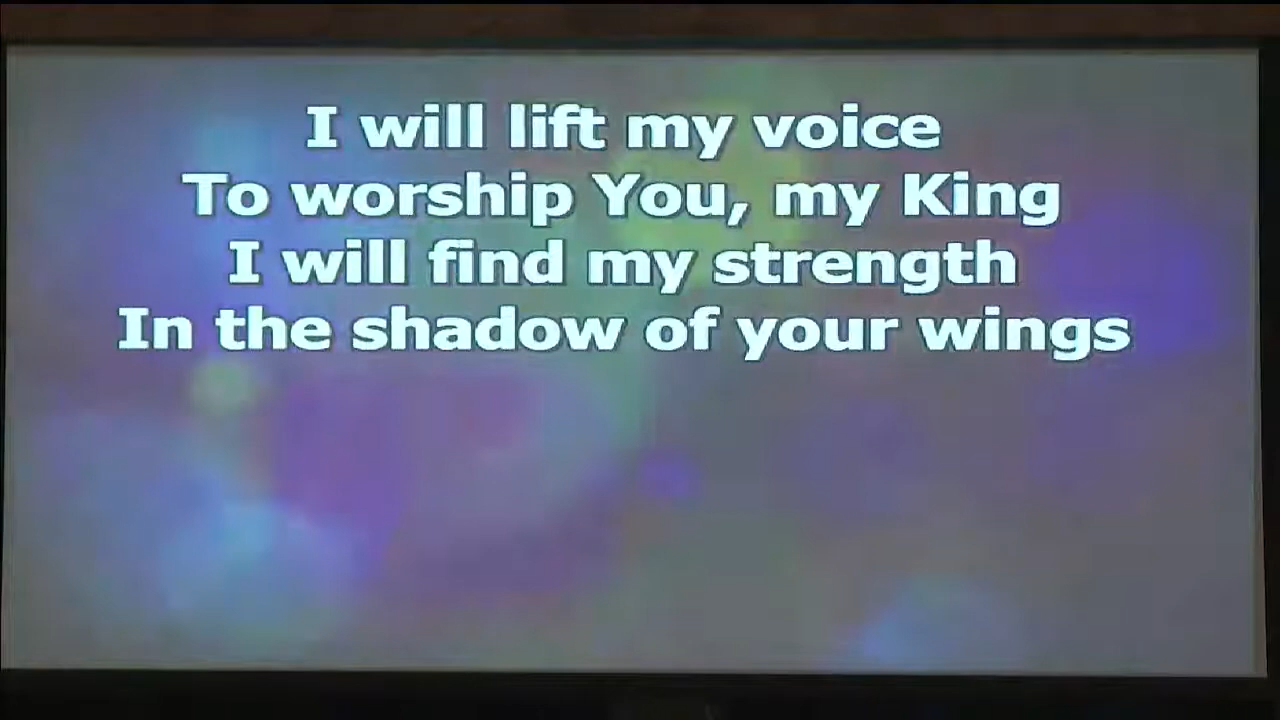 I will lift my voice
To worship You, my King
I will find my strength
In the shadow of your wings